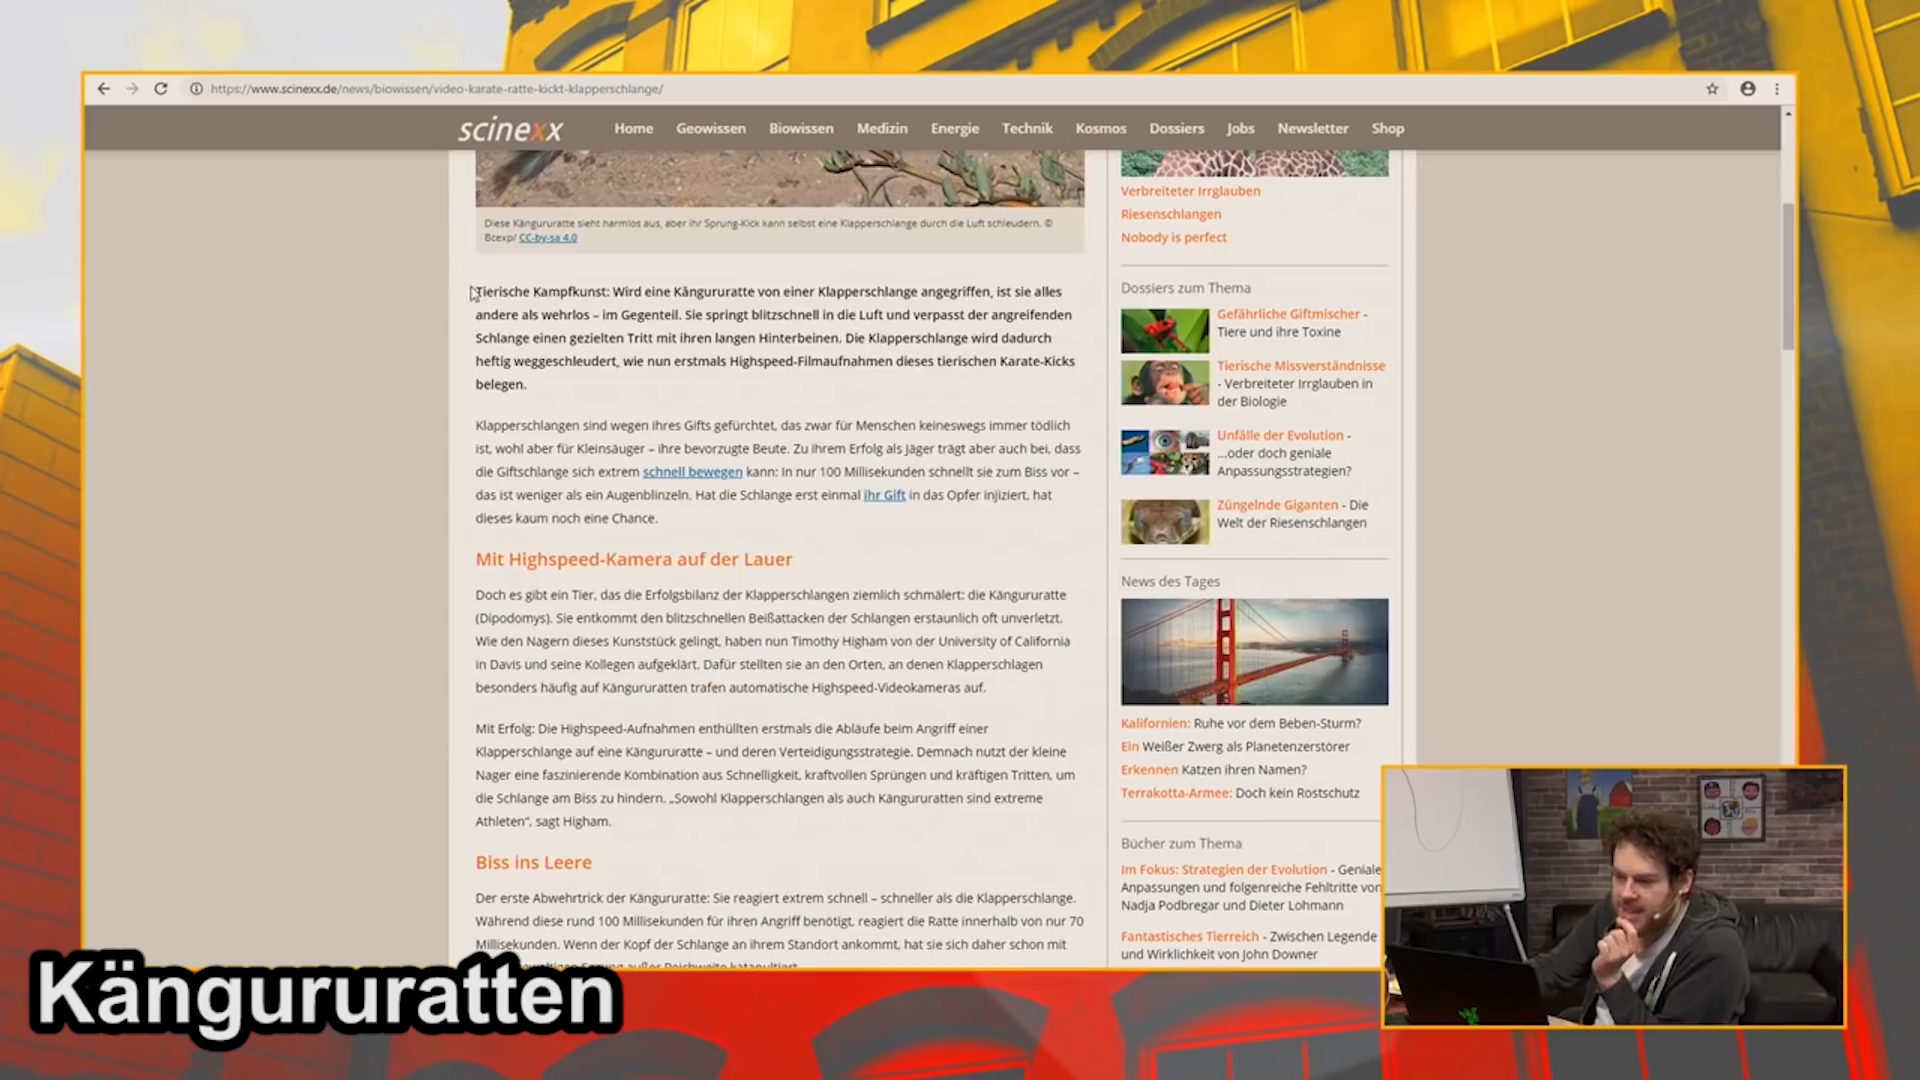 https://www.scinexx.de/news/biowissen/video-karate-ratte-kickt-klapperschlange/
scinexx
Home Geowissen Biowissen Medizin Energie Technik Kosmos Dossiers Jobs Newsletter Shop
Diese Kängururatte sieht harmlos aus, aber ihr Sprung-Kick kann selbst eine Klapperschlange durch die Luft schleudern. ©
Bcexp/ CC-by-sa 4.0
Tierische Kampfkunst: Wird eine Kängururatte von einer Klapperschlange angegriffen, ist sie alles
andere als wehrlos – im Gegenteil. Sie springt blitzschnell in die Luft und verpasst der angreifenden
Schlange einen gezielten Tritt mit ihren langen Hinterbeinen. Die Klapperschlange wird dadurch
heftig weggeschleudert, wie nun erstmals Highspeed-Filmaufnahmen dieses tierischen Karate-Kicks
belegen.
Klapperschlangen sind wegen ihres Gifts gefürchtet, das zwar für Menschen keineswegs immer tödlich
ist, wohl aber für Kleinsäuger – ihre bevorzugte Beute. Zu ihrem Erfolg als Jäger trägt aber auch bei, dass
die Giftschlange sich extrem schnell bewegen kann: In nur 100 Millisekunden schnellt sie zum Biss vor –
das ist weniger als ein Augenblinzeln. Hat die Schlange erst einmal ihr Gift in das Opfer injiziert, hat
dieses kaum noch eine Chance.
Mit Highspeed-Kamera auf der Lauer
Doch es gibt ein Tier, das die Erfolgsbilanz der Klapperschlangen ziemlich schmälert: die Kängururatte
(Dipodomys). Sie entkommt den blitzschnellen Beißattacken der Schlangen erstaunlich oft unverletzt.
Wie den Nagern dieses Kunststück gelingt, haben nun Timothy Higham von der University of California
in Davis und seine Kollegen aufgeklärt. Dafür stellten sie an den Orten, an denen Klapperschlagen
besonders häufig auf Kängururatten trafen automatische Highspeed-Videokameras auf.
Mit Erfolg: Die Highspeed-Aufnahmen enthüllten erstmals die Abläufe beim Angriff einer
Klapperschlange auf eine Kängururatte – und deren Verteidigungsstrategie. Demnach nutzt der kleine
Nager eine faszinierende Kombination aus Schnelligkeit, kraftvollen Sprüngen und kräftigen Tritten, um
die Schlange am Biss zu hindern. „Sowohl Klapperschlangen als auch Kängururatten sind extreme
Athleten“, sagt Higham.
Biss ins Leere
Der erste Abwehrtrick der Kängururatte: Sie reagiert extrem schnell – schneller als die Klapperschlange.
Während diese rund 100 Millisekunden für ihren Angriff benötigt, reagiert die Ratte innerhalb von nur 70
Millisekunden. Wenn der Kopf der Schlange an ihrem Standort ankommt, hat sie sich daher schon mit
Sprung außer Reichweite katapultiert.
Verbreiteter Irrglauben
Riesenschlangen
Nobody is perfect
Dossiers zum Thema
Gefährliche Giftmischer -
Tiere und ihre Toxine
Tierische Missverständnisse
- Verbreiteter Irrglauben in
der Biologie
Unfälle der Evolution -
...oder doch geniale
Anpassungsstrategien?
Züngelnde Giganten - Die
Welt der Riesenschlangen
News des Tages
Kalifornien: Ruhe vor dem Beben-Sturm?
Ein Weißer Zwerg als Planetenzerstörer
Erkennen Katzen ihren Namen?
Terrakotta-Armee: Doch kein Rostschutz
Bücher zum Thema
Im Fokus: Strategien der Evolution - Geniale
Anpassungen und folgenreiche Fehltritte von
Nadja Podbregar und Dieter Lohmann
Fantastisches Tierreich - Zwischen Legende
und Wirklichkeit von John Downer
Kängururatten